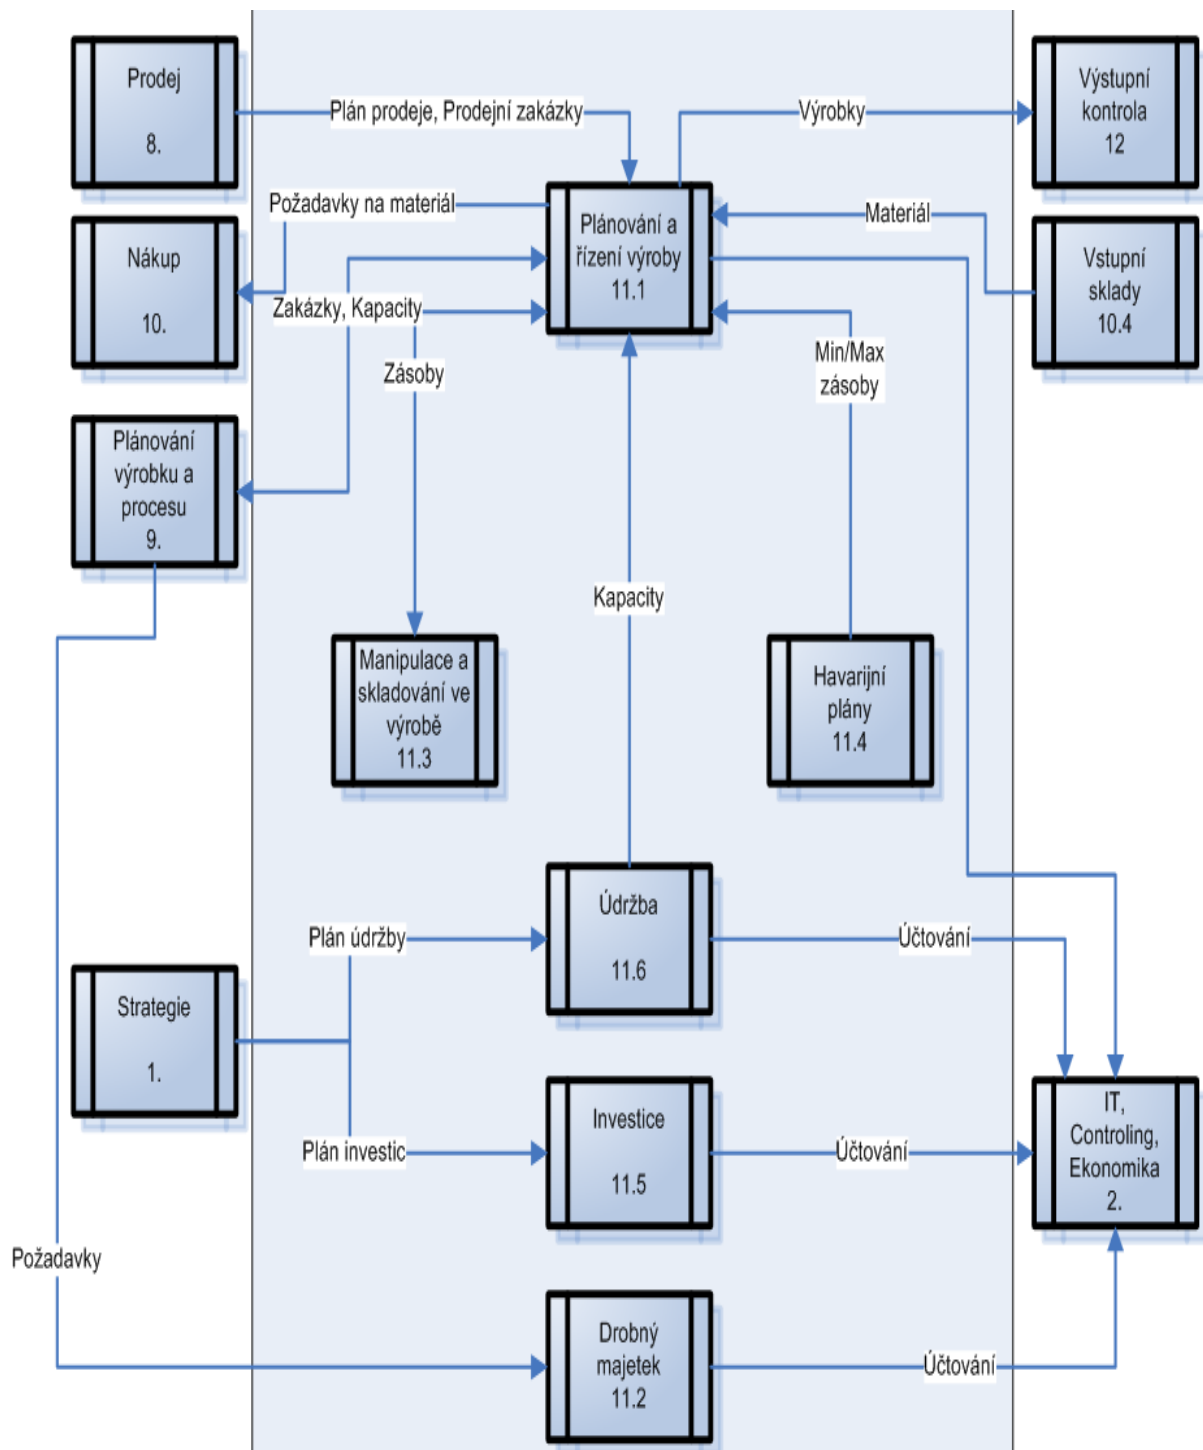 Prodej
8.
Plán prodeje, Prodejní zakázky
Výrobky
Výstupní
kontrola
12
Požadavky na materiál
Plánování a
řízení výroby
11.1
Materiál
Nákup
10.
Vstupní
sklady
10.4
Zakázky, Kapacity
Zásoby
Min/Max
zásoby
Plánování
výrobku a
procesu
9.
Kapacity
Manipulace a
skladování ve
výrobě
11.3
Havarijní
plány
11.4
Údržba
11.6
Plán údržby
Účtování
Strategie
1.
Plán investic
Investice
11.5
Účtování
IT,
Controling,
Ekonomika
2.
Požadavky
Drobný
majetek
11.2
Účtování